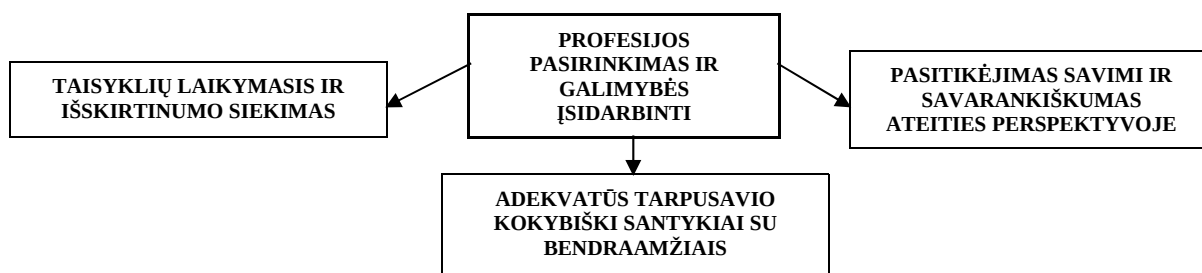 PROFESIJOS
PASIRINKIMAS IR
GALIMYBĖS
ĮSIDARBINTI
TAISYKLIŲ LAIKYMASIS IR
IŠSKIRTINUMO SIEKIMAS
PASITIKĖJIMAS SAVIMI IR
SAVARANKIŠKUMAS
ATEITIES PERSPEKTYVOJE
ADEKVATŪS TARPUSAVIO
KOKYBIŠKI SANTYKIAI SU
BENDRAAMŽIAIS